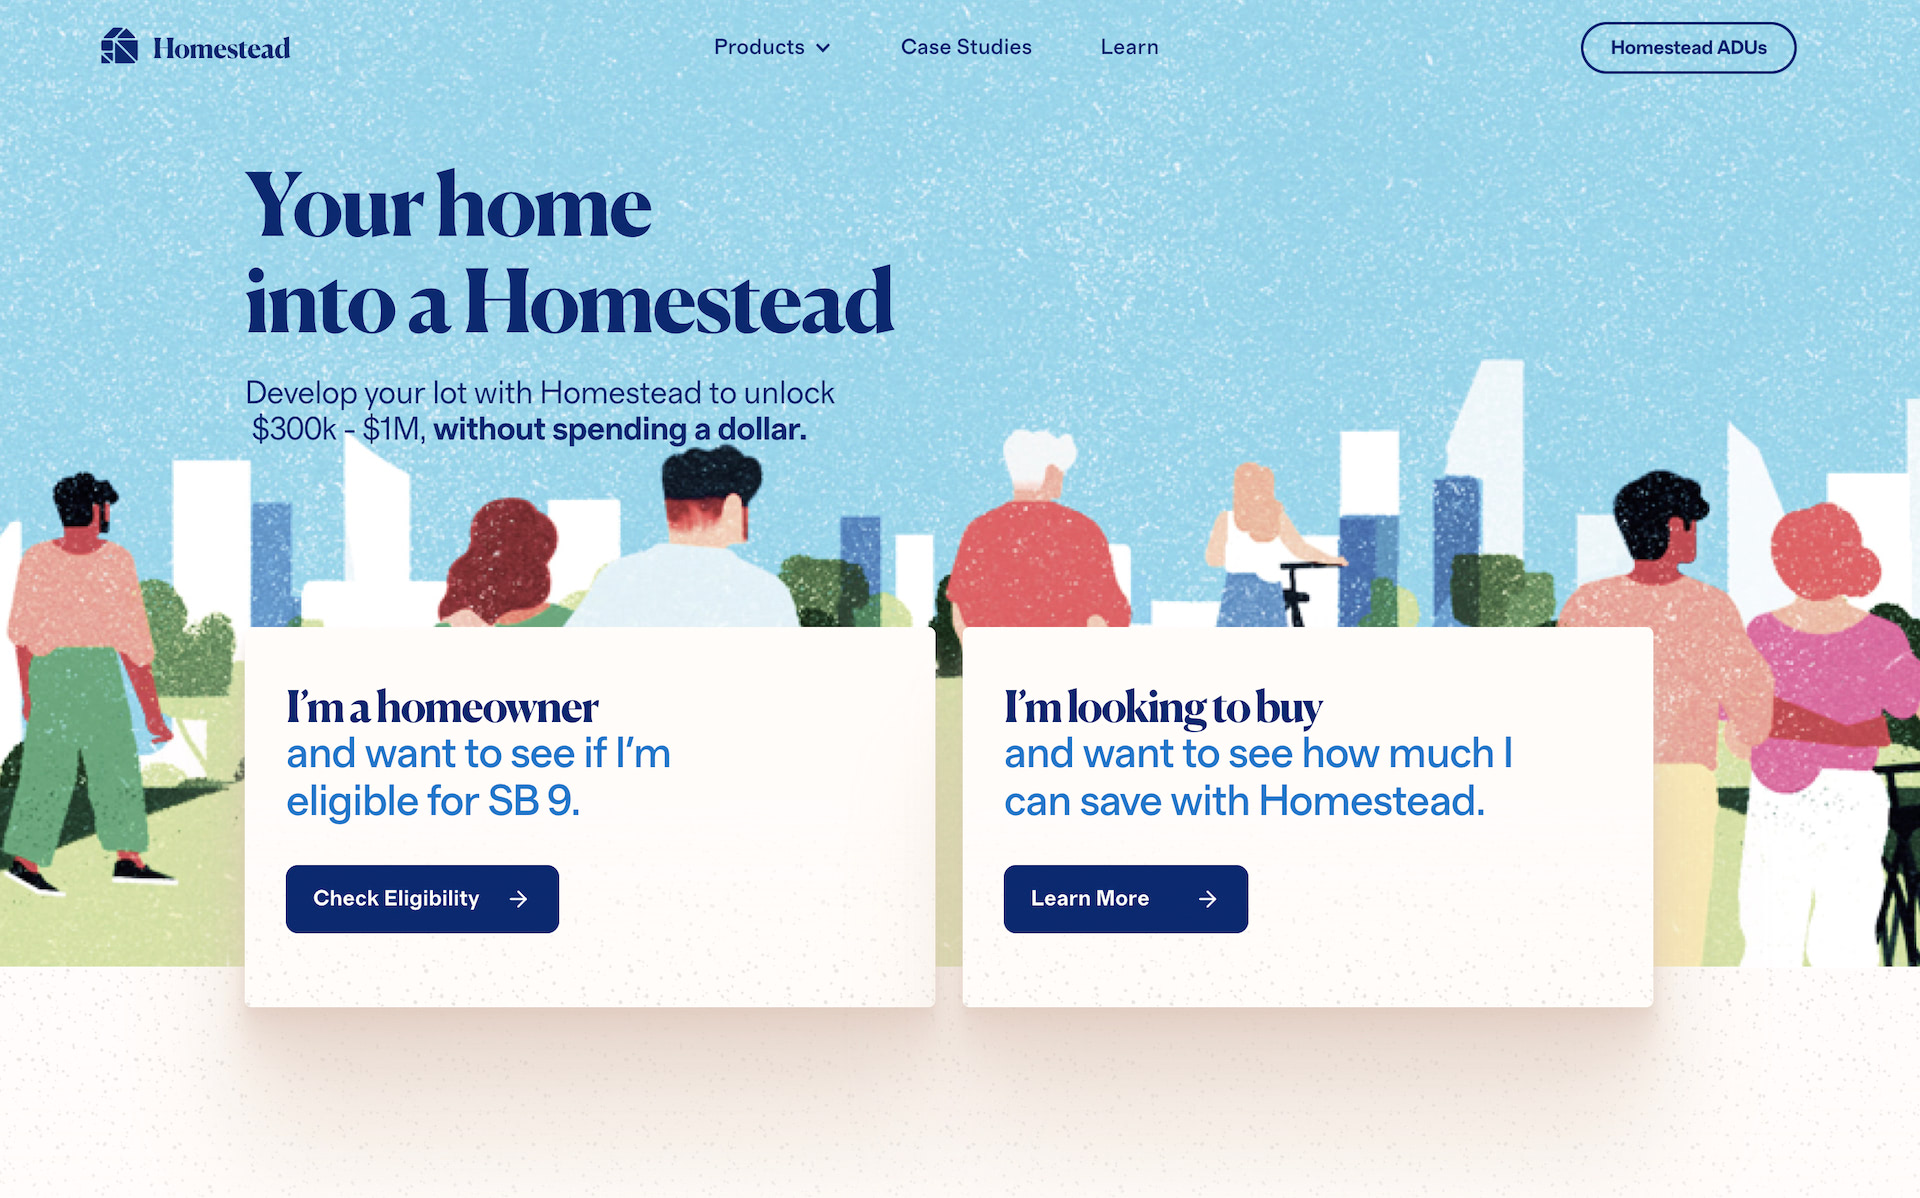 Homestead
Products
Case Studies
Learn
Homestead ADUs
Your home
into a Homestead
Develop your lot with Homestead to unlock
$300k - $1M, without spending a dollar.
I’m a homeowner
and want to see if I’m
eligible for SB 9.
Check Eligibility
I’m looking to buy
and want to see how much I
can save with Homestead.
Learn More